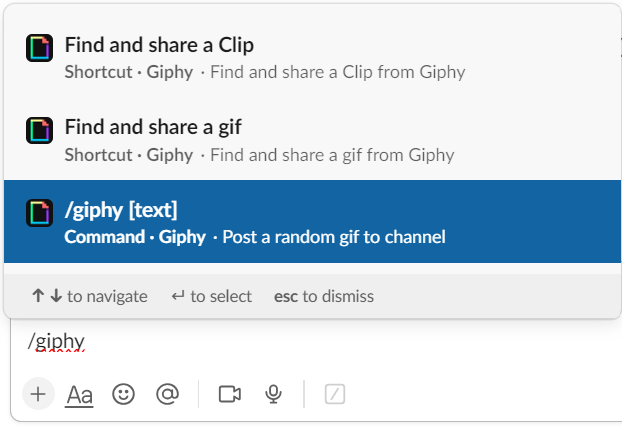 Find and share a Clip
Shortcut · Giphy · Find and share a Clip from Giphy
Find and share a gif
Shortcut · Giphy · Find and share a gif from Giphy
/giphy [text]
Command · Giphy · Post a random gif to channel
↑ ↓ to navigate ↵ to select esc to dismiss
/giphy
Aa